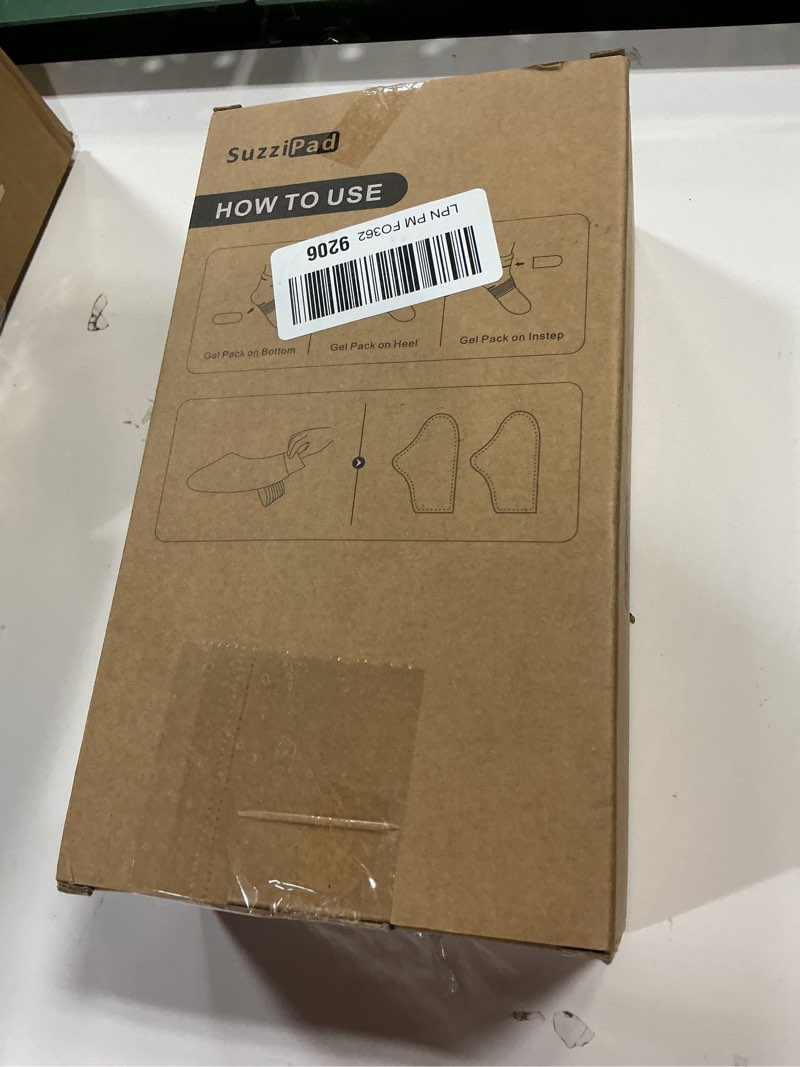 SuzziPad
HOW TO USE
LPN PM FO362 9206
Gel Pack on Bottom
Gel Pack on Heel
Gel Pack on Instep